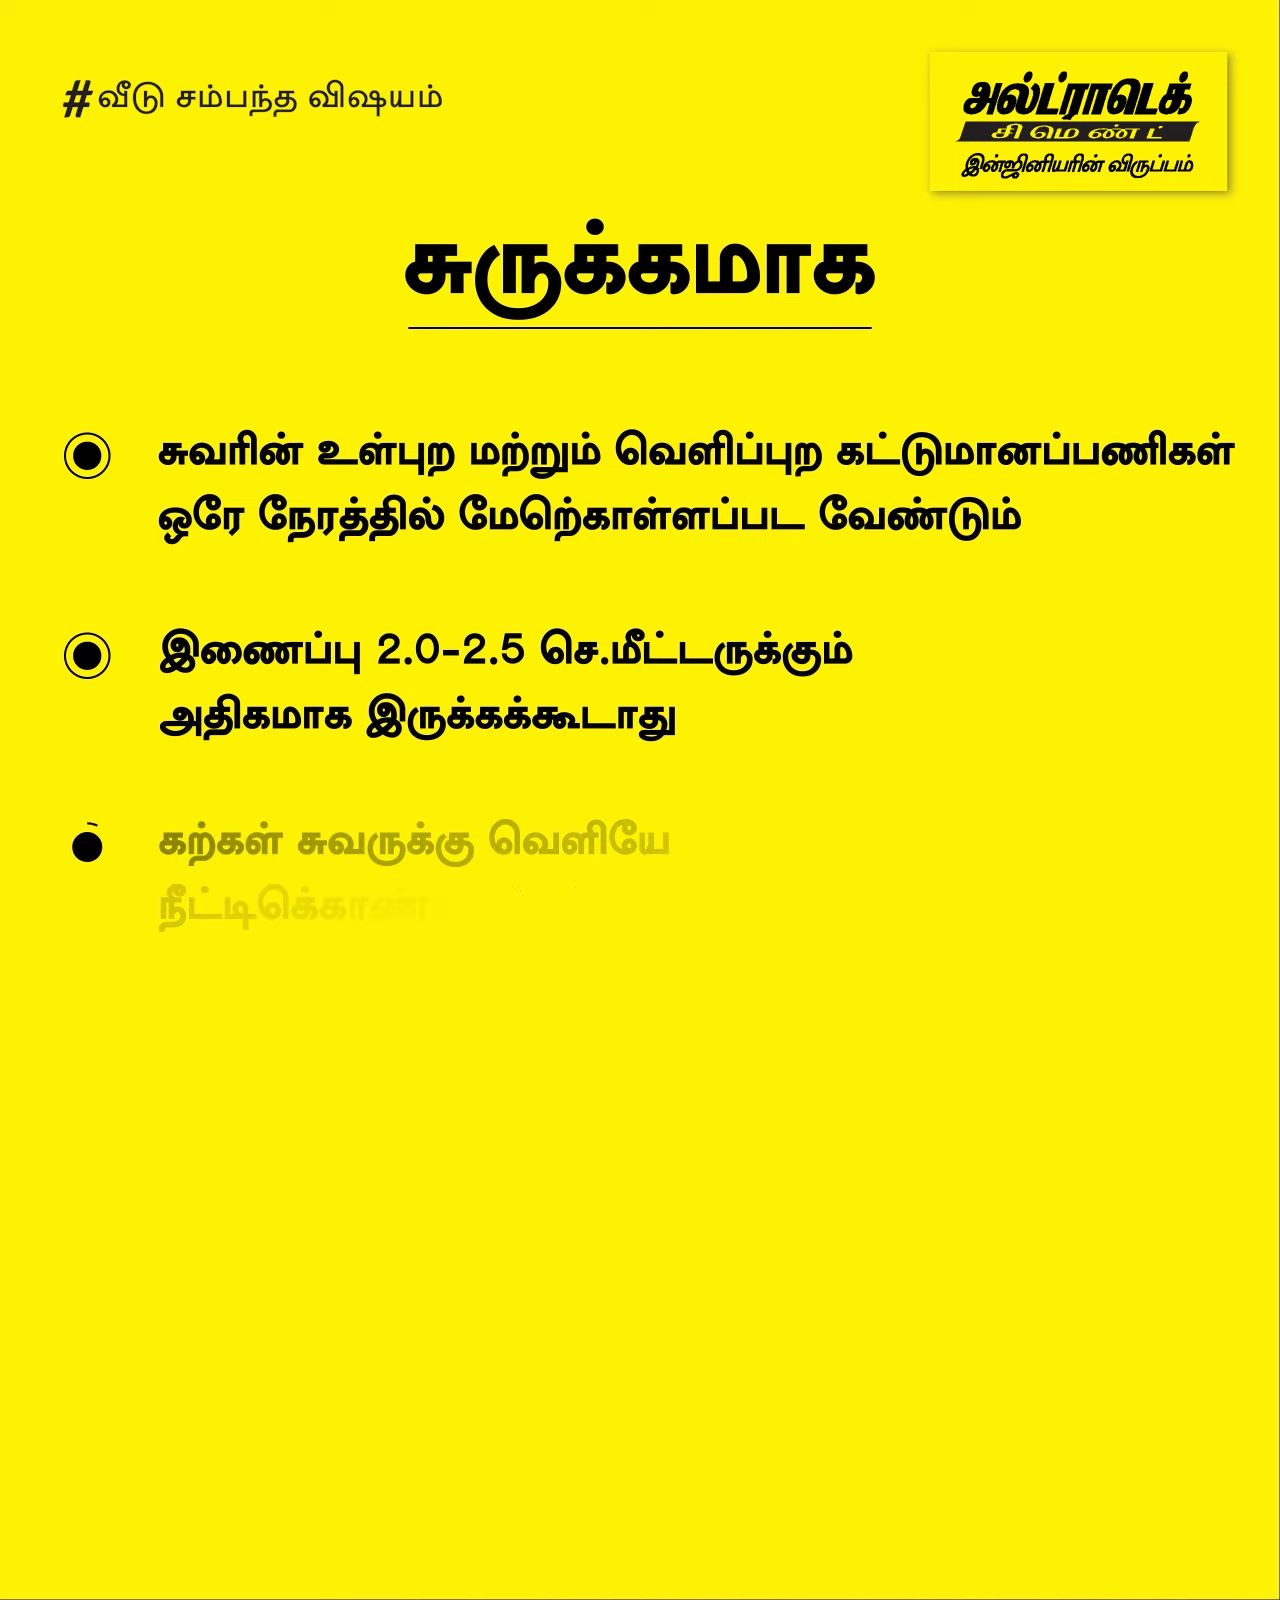 #வீடு சம்பந்த விஷயம்
அல்ட்ராடெக்
சிமெண்ட்
இன்ஜினியரின் விருப்பம்
சுருக்கமாக
சுவரின் உள்புற மற்றும் வெளிப்புற கட்டுமானப்பணிகள்
ஒரே நேரத்தில் மேற்கொள்ளப்பட வேண்டும்
இணைப்பு 2.0-2.5 செ.மீட்டருக்கும்
அதிகமாக இருக்கக்கூடாது
கற்கள் சுவருக்கு வெளியே